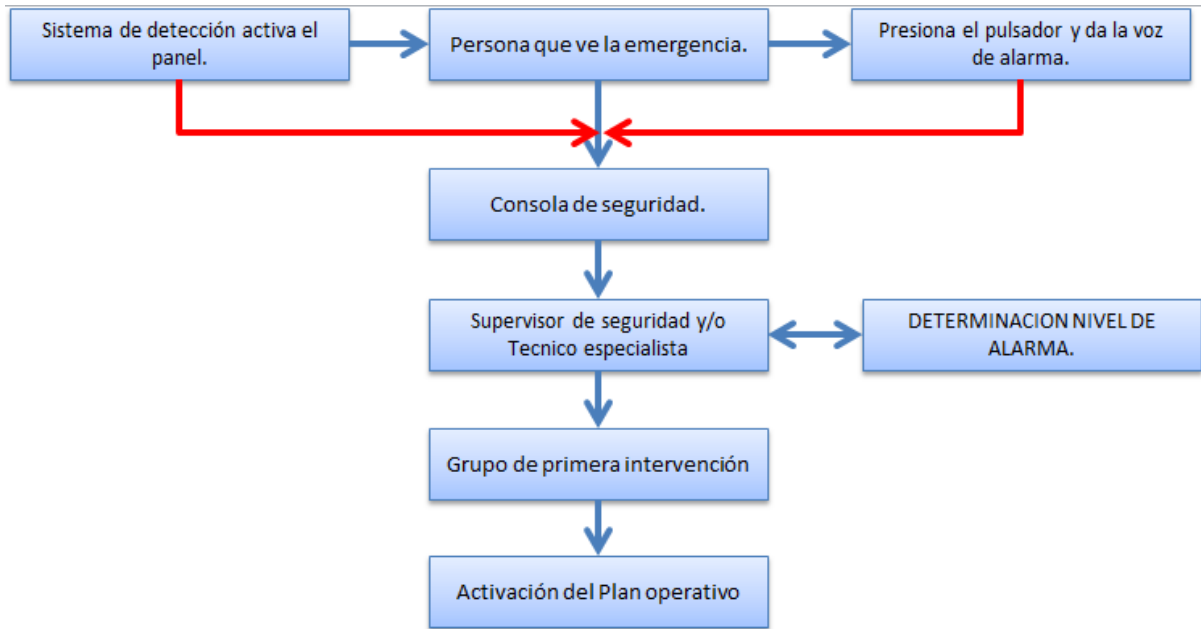 Sistema de detección activa el
panel.
Persona que ve la emergencia.
Presiona el pulsador y da la voz
de alarma.
Consola de seguridad.
Supervisor de seguridad y/o
Tecnico especialista
DETERMINACION NIVEL DE
ALARMA.
Grupo de primera intervención
Activación del Plan operativo